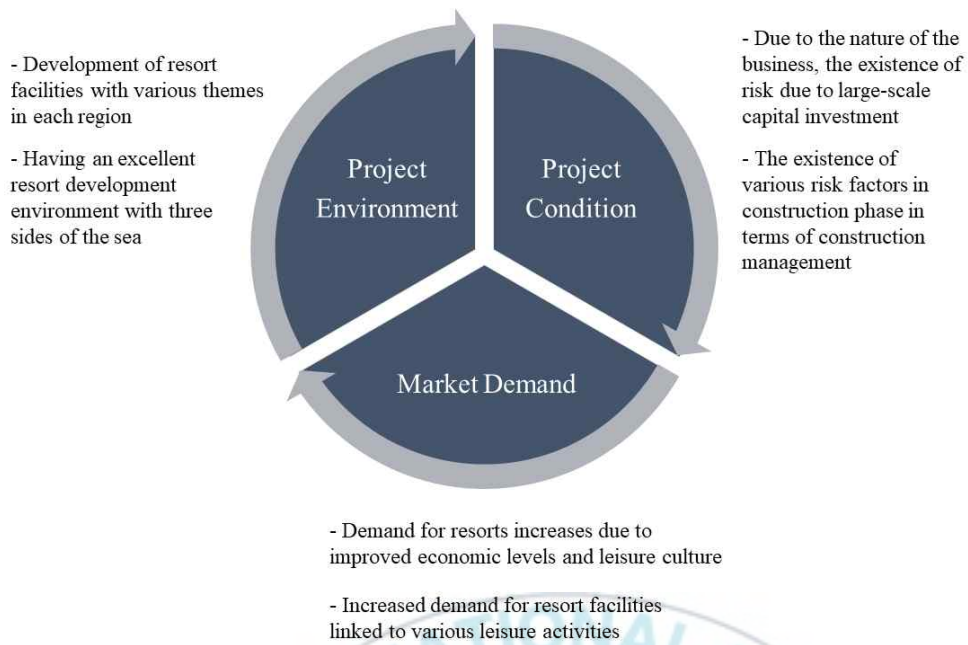 - Development of resort
facilities with various themes
in each region
- Having an excellent
resort development
environment with three
sides of the sea
Project
Environment
Project
Condition
- Due to the nature of the
business, the existence of
risk due to large-scale
capital investment
- The existence of
various risk factors in
construction phase in
terms of construction
management
Market Demand
- Demand for resorts increases due to
improved economic levels and leisure culture
- Increased demand for resort facilities
linked to various leisure activities